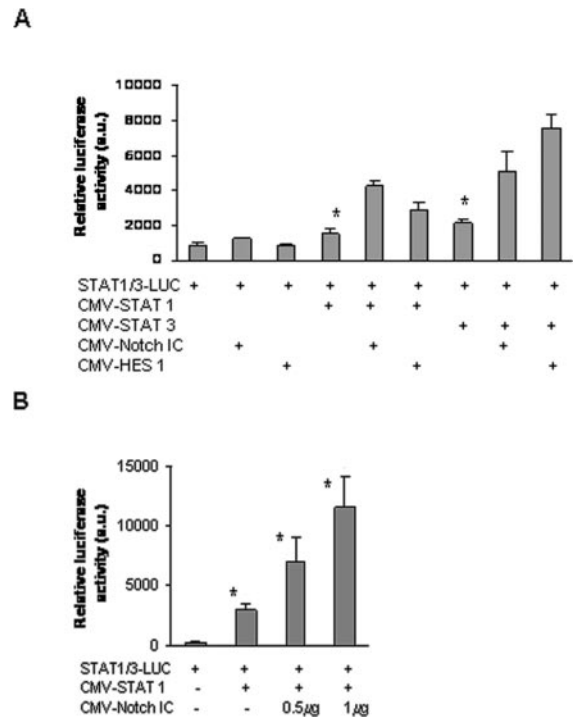 A
Relative luciferase
activity (a.u.)
10000
8000
6000
4000
2000
0
*
*
STAT1/3-LUC + + + + + + + + +
CMV-STAT 1 + + +
CMV-STAT 3 + + +
CMV-Notch IC + + +
CMV-HES 1 + + +
B
Relative luciferase
activity (a.u.)
15000
10000
5000
0
*
*
*
STAT1/3-LUC + + + +
CMV-STAT 1 - + + +
CMV-Notch IC - - 0.5µg 1µg